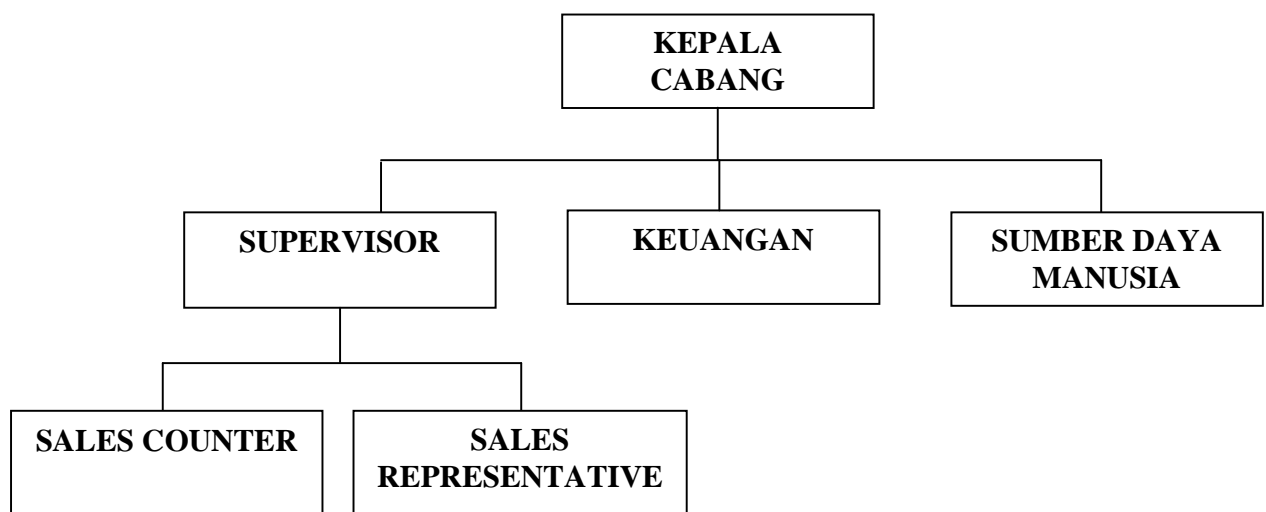 KEPALA
CABANG
SUPERVISOR
KEUANGAN
SUMBER DAYA
MANUSIA
SALES COUNTER
SALES
REPRESENTATIVE